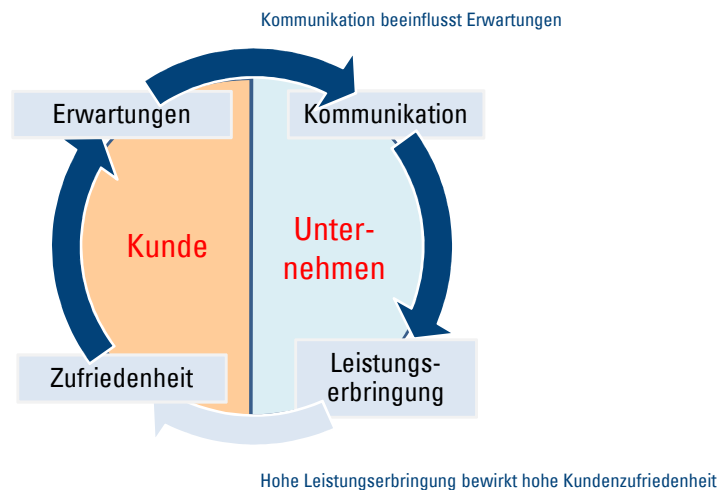 Kommunikation beeinflusst Erwartungen
Erwartungen
Kommunikation
Kunde
Unter-
nehmen
Zufriedenheit
Leistungs-
erbringung
Hohe Leistungserbringung bewirkt hohe Kundenzufriedenheit